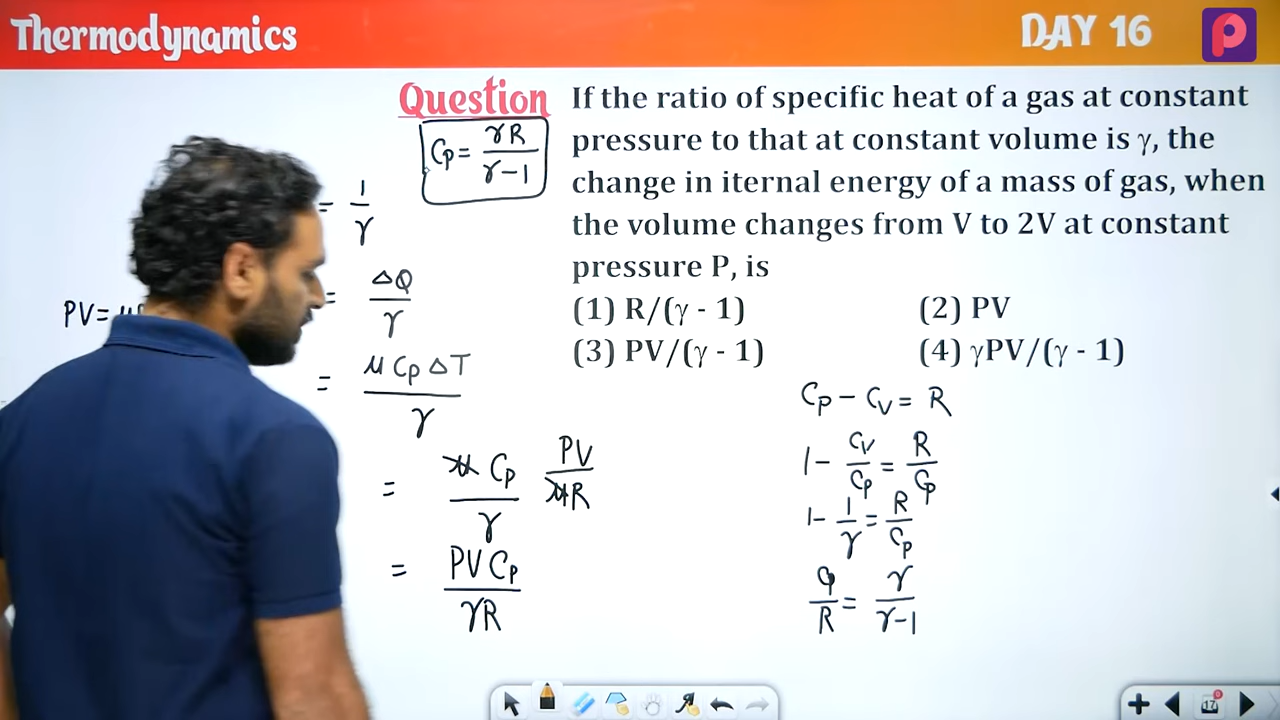 Thermodynamics
DAY 16
Question
If the ratio of specific heat of a gas at constant
pressure to that at constant volume is γ, the
change in iternal energy of a mass of gas, when
the volume changes from V to 2V at constant
pressure P, is
(1) R/(γ - 1)
(2) PV
(3) PV/(γ - 1)
(4) γPV/(γ - 1)
Cp = γR / γ-1
= 1/γ
PV=
= ΔQ / γ
= μ Cp ΔT / γ
= μ Cp / γ PV / μR
= PV Cp / γR
Cp - Cv = R
1 - Cv/Cp = R/Cp
1 - 1/γ = R/Cp
Cp/R = γ/γ-1
17